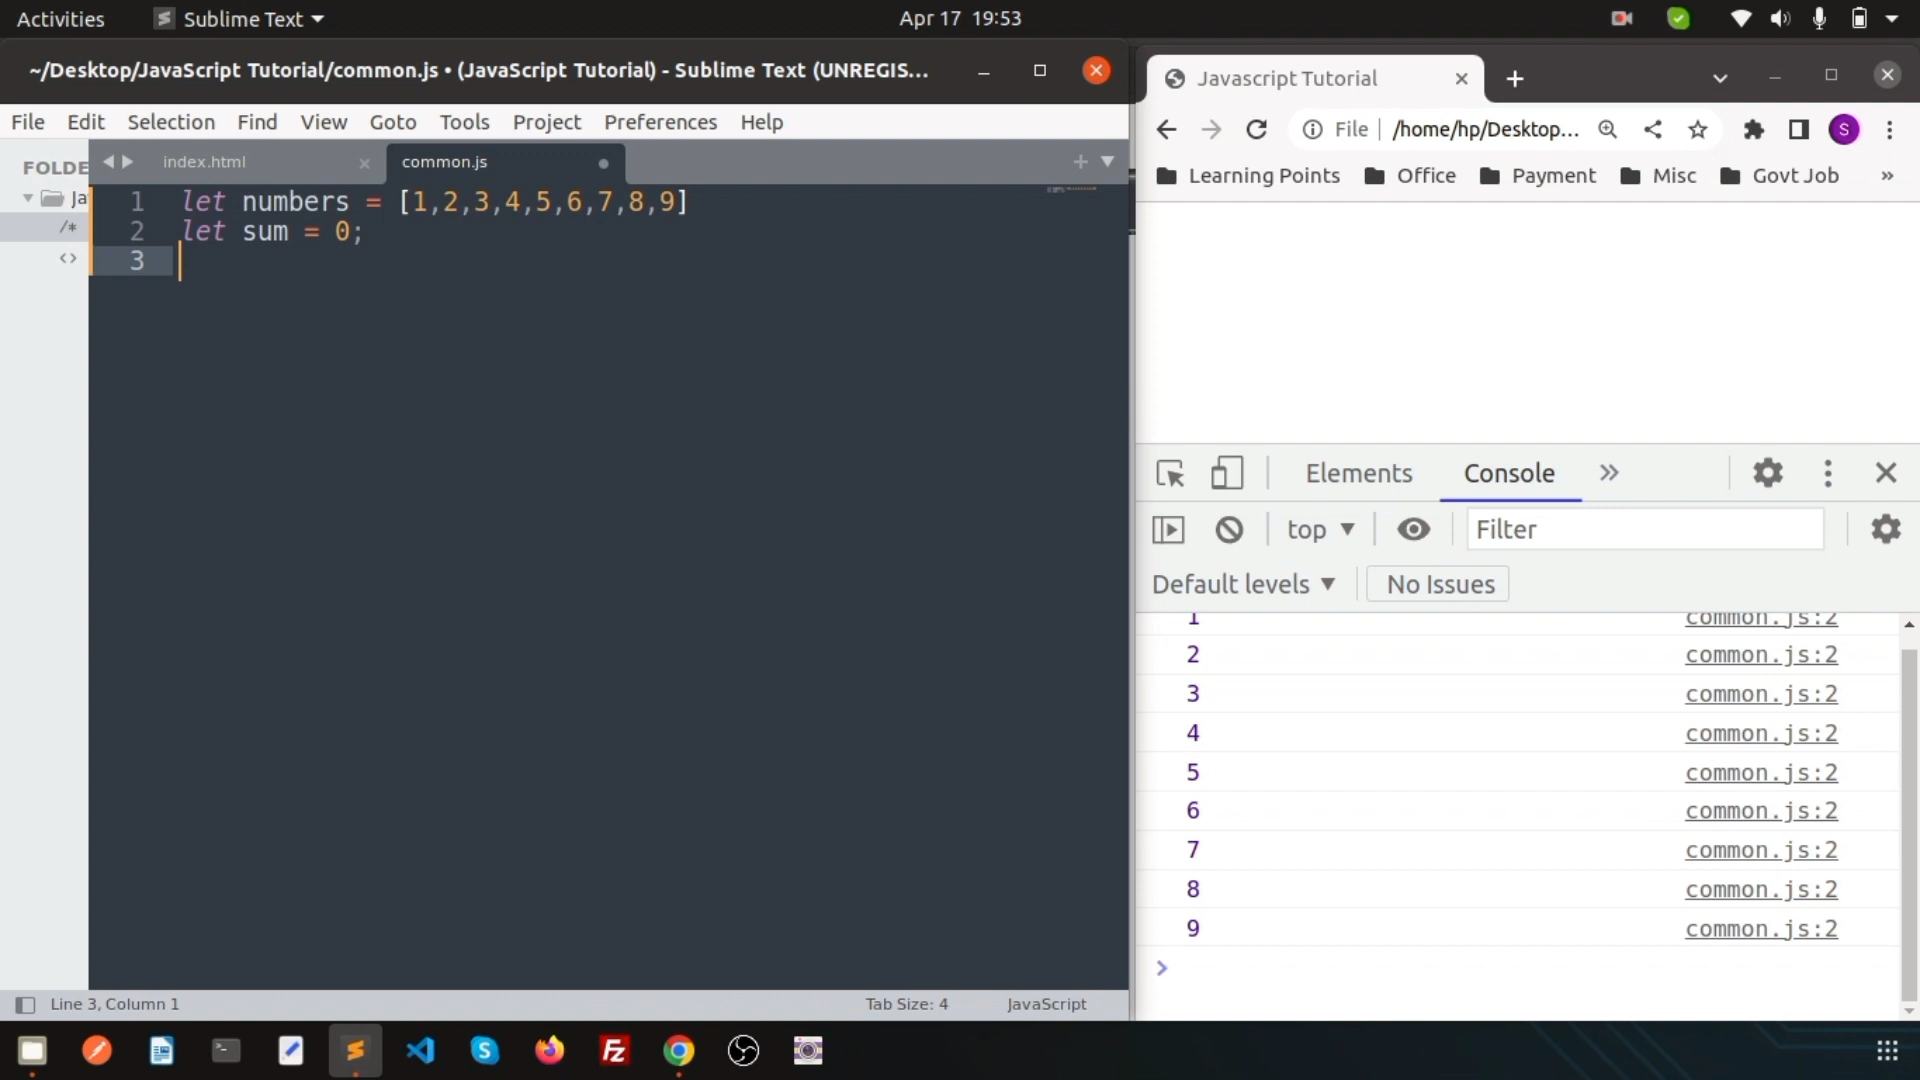 Activities
Sublime Text
Apr 17 19:53
~/Desktop/JavaScript Tutorial/common.js • (JavaScript Tutorial) - Sublime Text (UNREGIS...
File Edit Selection Find View Goto Tools Project Preferences Help
FOLDE
Ja
/*
<>
index.html
common.js
1 let numbers = [1,2,3,4,5,6,7,8,9]
2 let sum = 0;
3
Line 3, Column 1
Tab Size: 4
JavaScript
Javascript Tutorial
File | /home/hp/Desktop...
S
Learning Points Office Payment Misc Govt Job »
Elements Console »
top Filter
Default levels No Issues
1 common.js:2
2 common.js:2
3 common.js:2
4 common.js:2
5 common.js:2
6 common.js:2
7 common.js:2
8 common.js:2
9 common.js:2
>